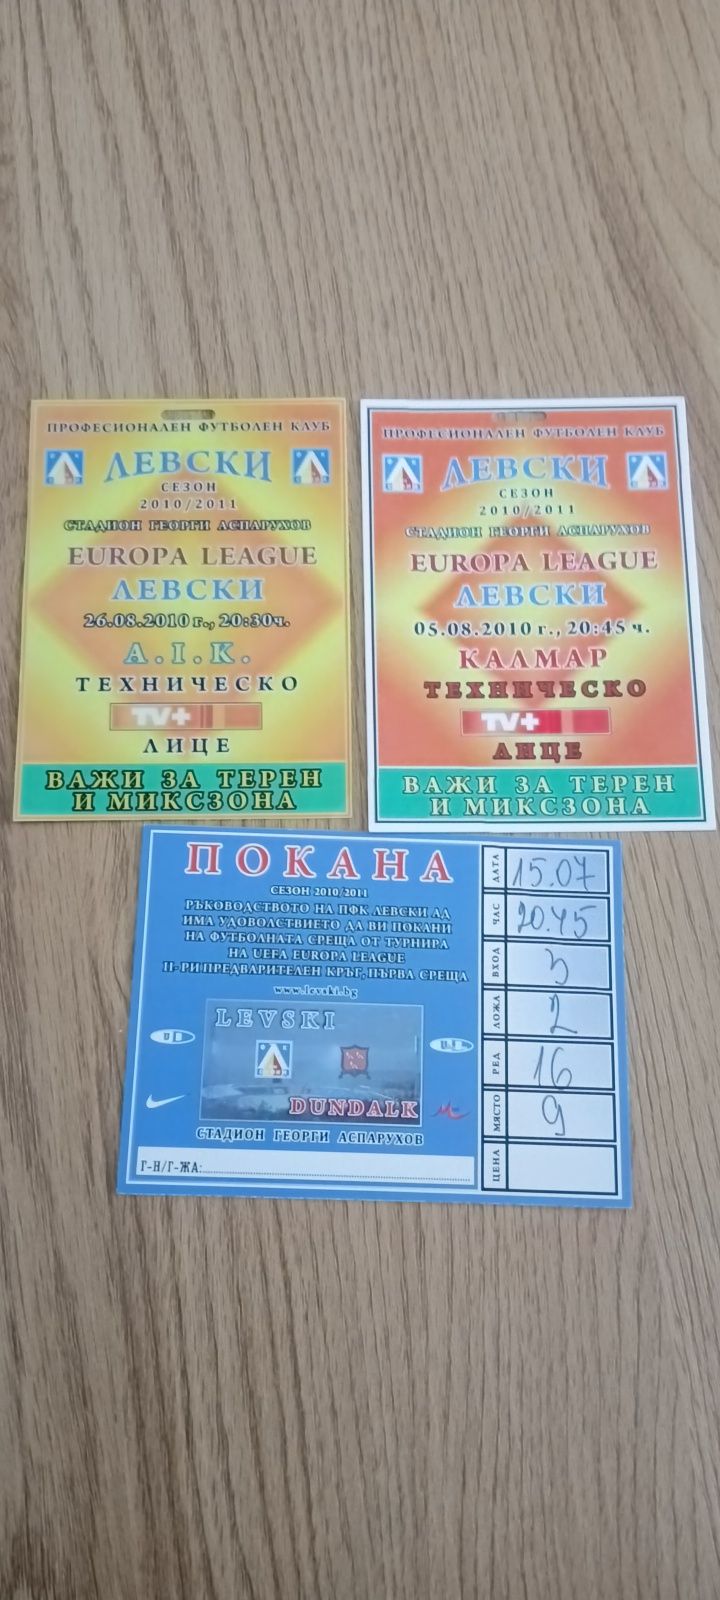 ПРОФЕСИОНАЛЕН ФУТБОЛЕН КЛУБ
ЛЕВСКИ
СЕЗОН
2010/2011
СТАДИОН ГЕОРГИ АСПАРУХОВ
EUROPA LEAGUE
ЛЕВСКИ
26.08.2010 г., 20:30ч.
A.I.K.
ТЕХНИЧЕСКО
TV+
ЛИЦЕ
ВАЖИ ЗА ТЕРЕН
И МИКСЗОНА
ПРОФЕСИОНАЛЕН ФУТБОЛЕН КЛУБ
ЛЕВСКИ
СЕЗОН
2010/2011
СТАДИОН ГЕОРГИ АСПАРУХОВ
EUROPA LEAGUE
ЛЕВСКИ
05.08.2010 г., 20:45 ч.
КАЛМАР
ТЕХНИЧЕСКО
TV+
ЛИЦЕ
ВАЖИ ЗА ТЕРЕН
И МИКСЗОНА
ПОКАНА
СЕЗОН 2010/2011
РЪКОВОДСТВОТО НА ПФК ЛЕВСКИ АД
ИМА УДОВОЛСТВИЕТО ДА ВИ ПОКАНИ
НА ФУТБОЛНАТА СРЕЩА ОТ ТУРНИРА
НА UEFA EUROPA LEAGUE
II-РИ ПРЕДВАРИТЕЛЕН КРЪГ, ПЪРВА СРЕЩА
www.levski.bg
LEVSKI
DUNDALK
СТАДИОН ГЕОРГИ АСПАРУХОВ
Г-Н/Г-ЖА:
ДАТА 15.07
ЧАС 20.45
ВХОД 3
ЛОЖА 2
РЕД 16
МЯСТО 9
ЦЕНА